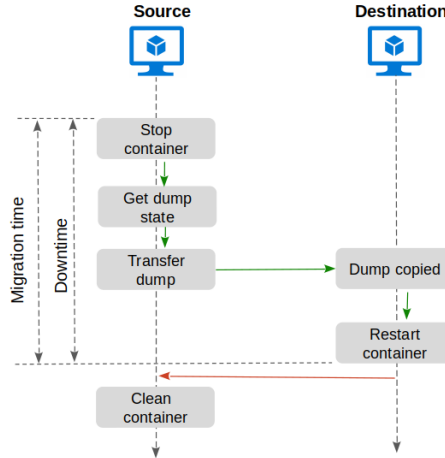 Source
Destination
Stop
container
Get dump
state
Transfer
dump
Dump copied
Restart
container
Clean
container
Migration time
Downtime